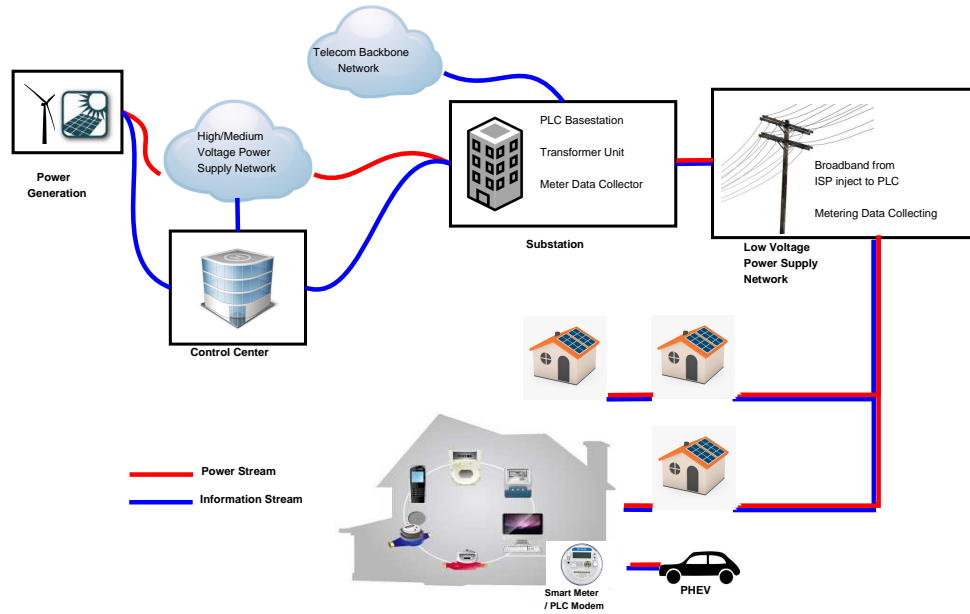 Telecom Backbone
Network
Power
Generation
High/Medium
Voltage Power
Supply Network
Control Center
PLC Basestation
Transformer Unit
Meter Data Collector
Substation
Broadband from
ISP inject to PLC
Metering Data Collecting
Low Voltage
Power Supply
Network
Power Stream
Information Stream
Smart Meter
/ PLC Modem
PHEV